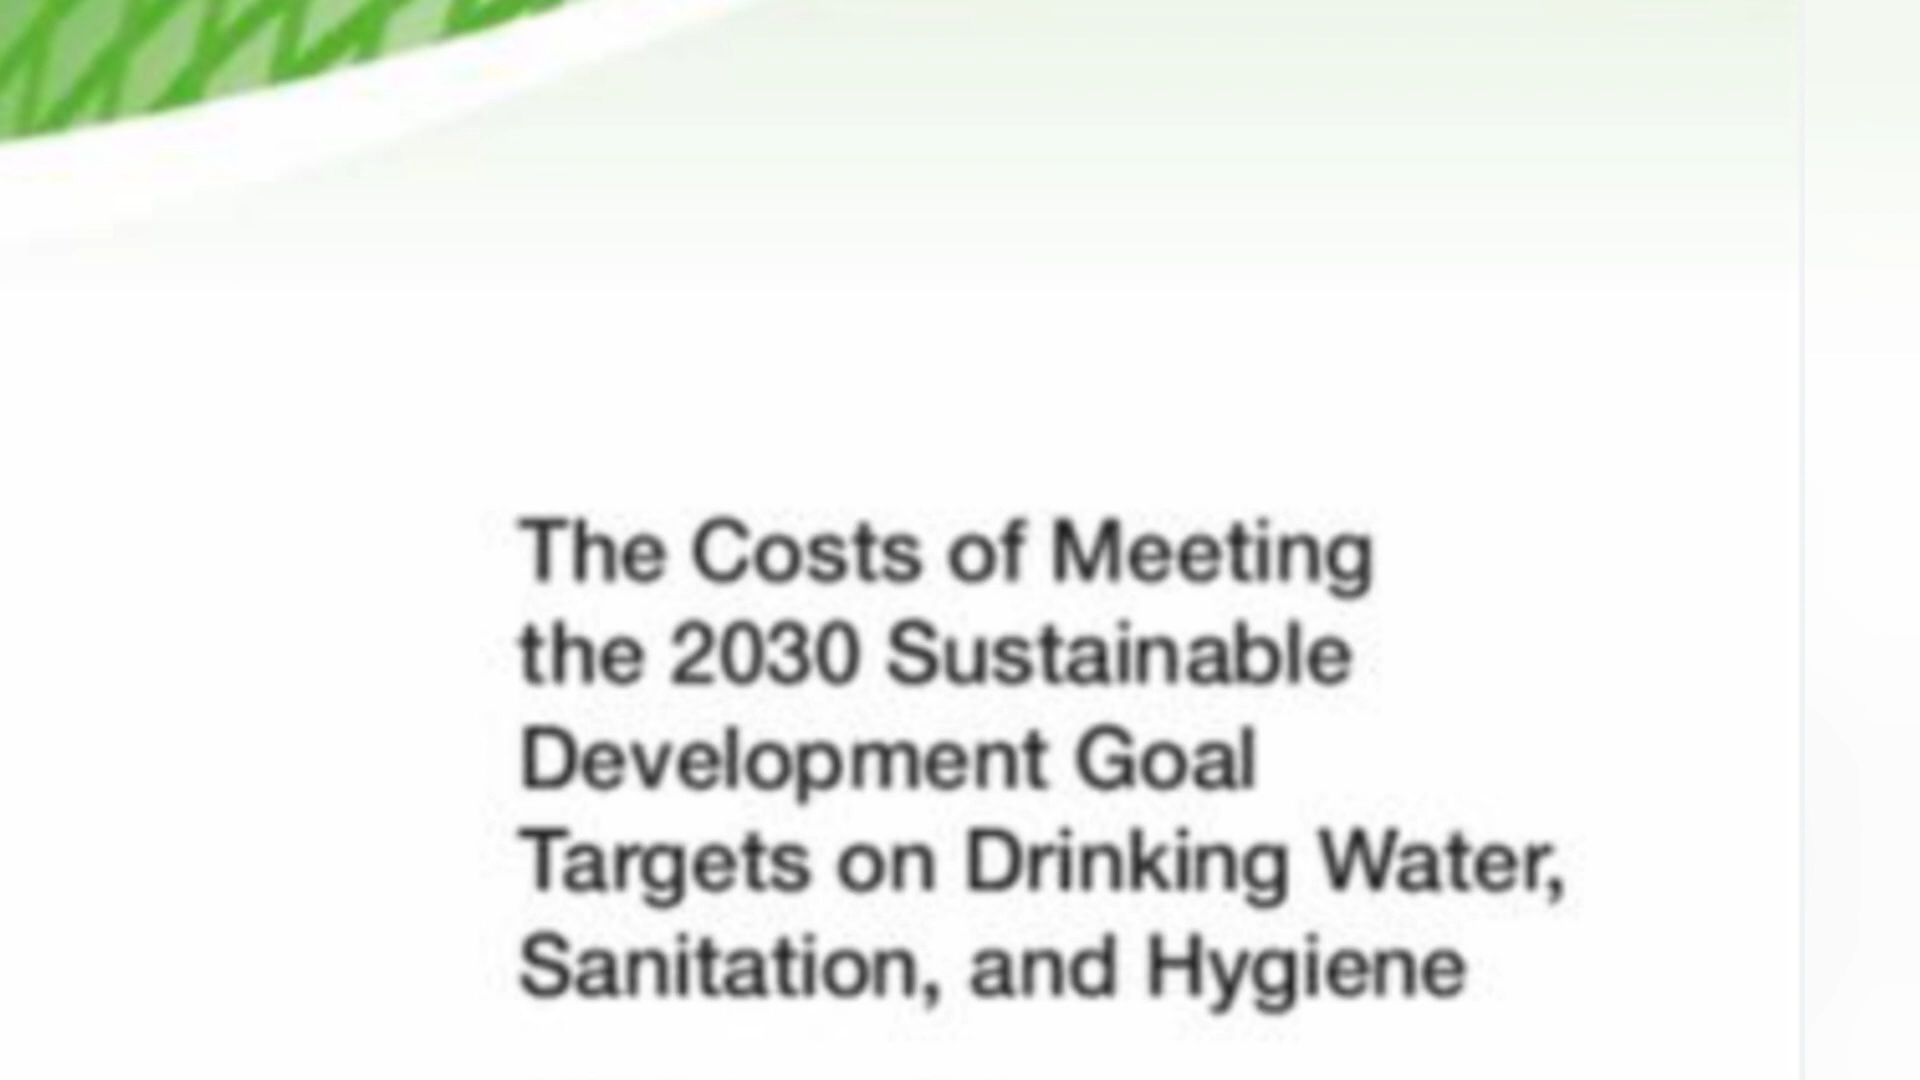 The Costs of Meeting
the 2030 Sustainable
Development Goal
Targets on Drinking Water,
Sanitation, and Hygiene